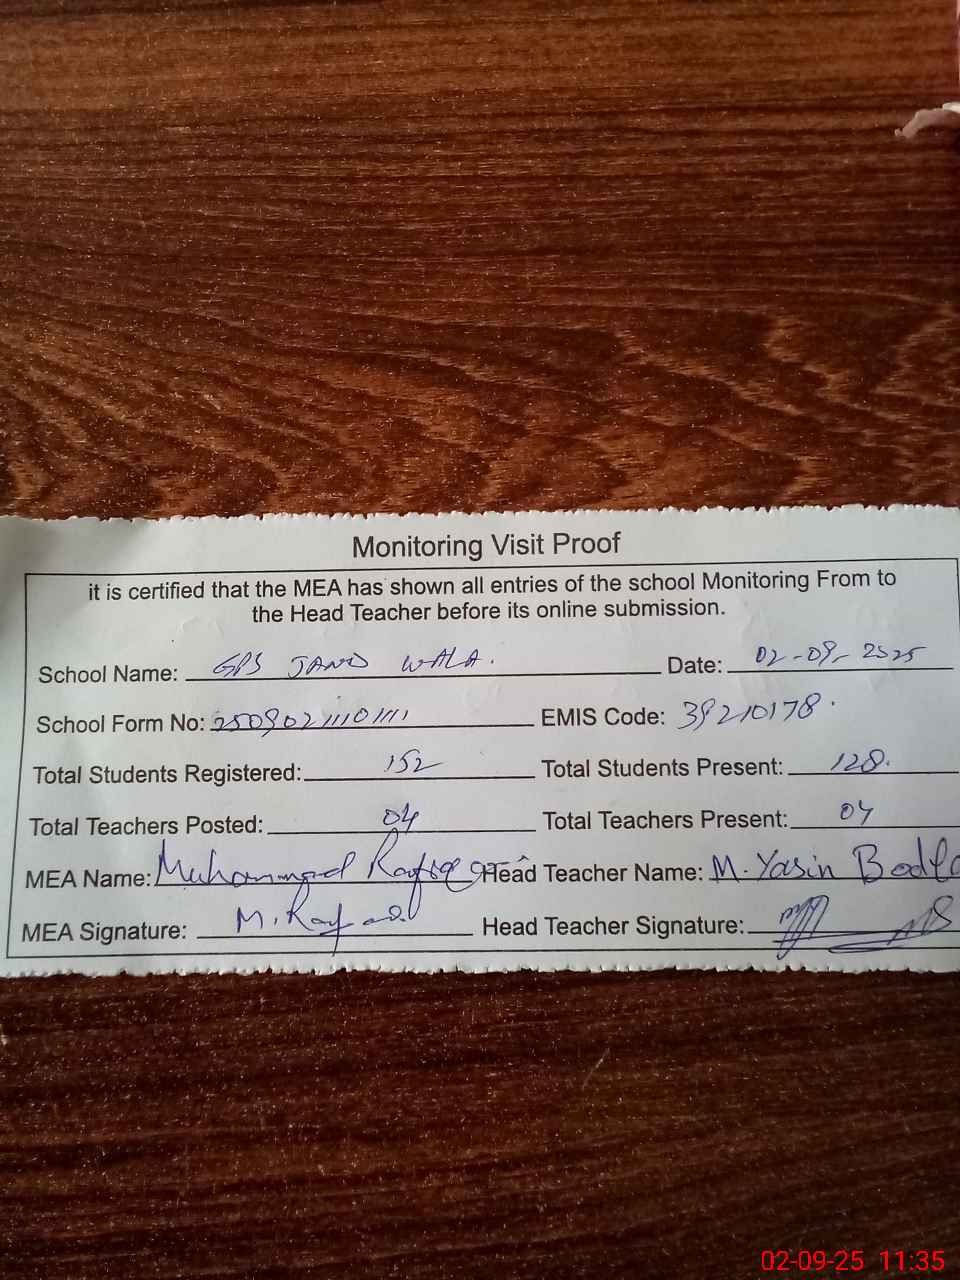 Monitoring Visit Proof
it is certified that the MEA has shown all entries of the school Monitoring From to
the Head Teacher before its online submission.
School Name: GPS JAND WALA. Date: 02-09-2025
School Form No: EMIS Code: 39210178.
Total Students Registered: 152 Total Students Present: 128.
Total Teachers Posted: 04 Total Teachers Present: 04
MEA Name: Muhammad Head Teacher Name: M. Yasin
MEA Signature: Head Teacher Signature:
02-09-25 11:35